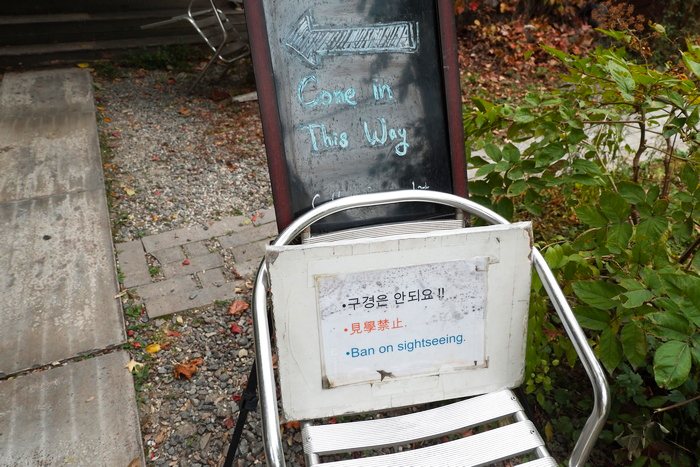 Come in
This Way
•구경은 안되요!!
•見學禁止.
•Ban on sightseeing.